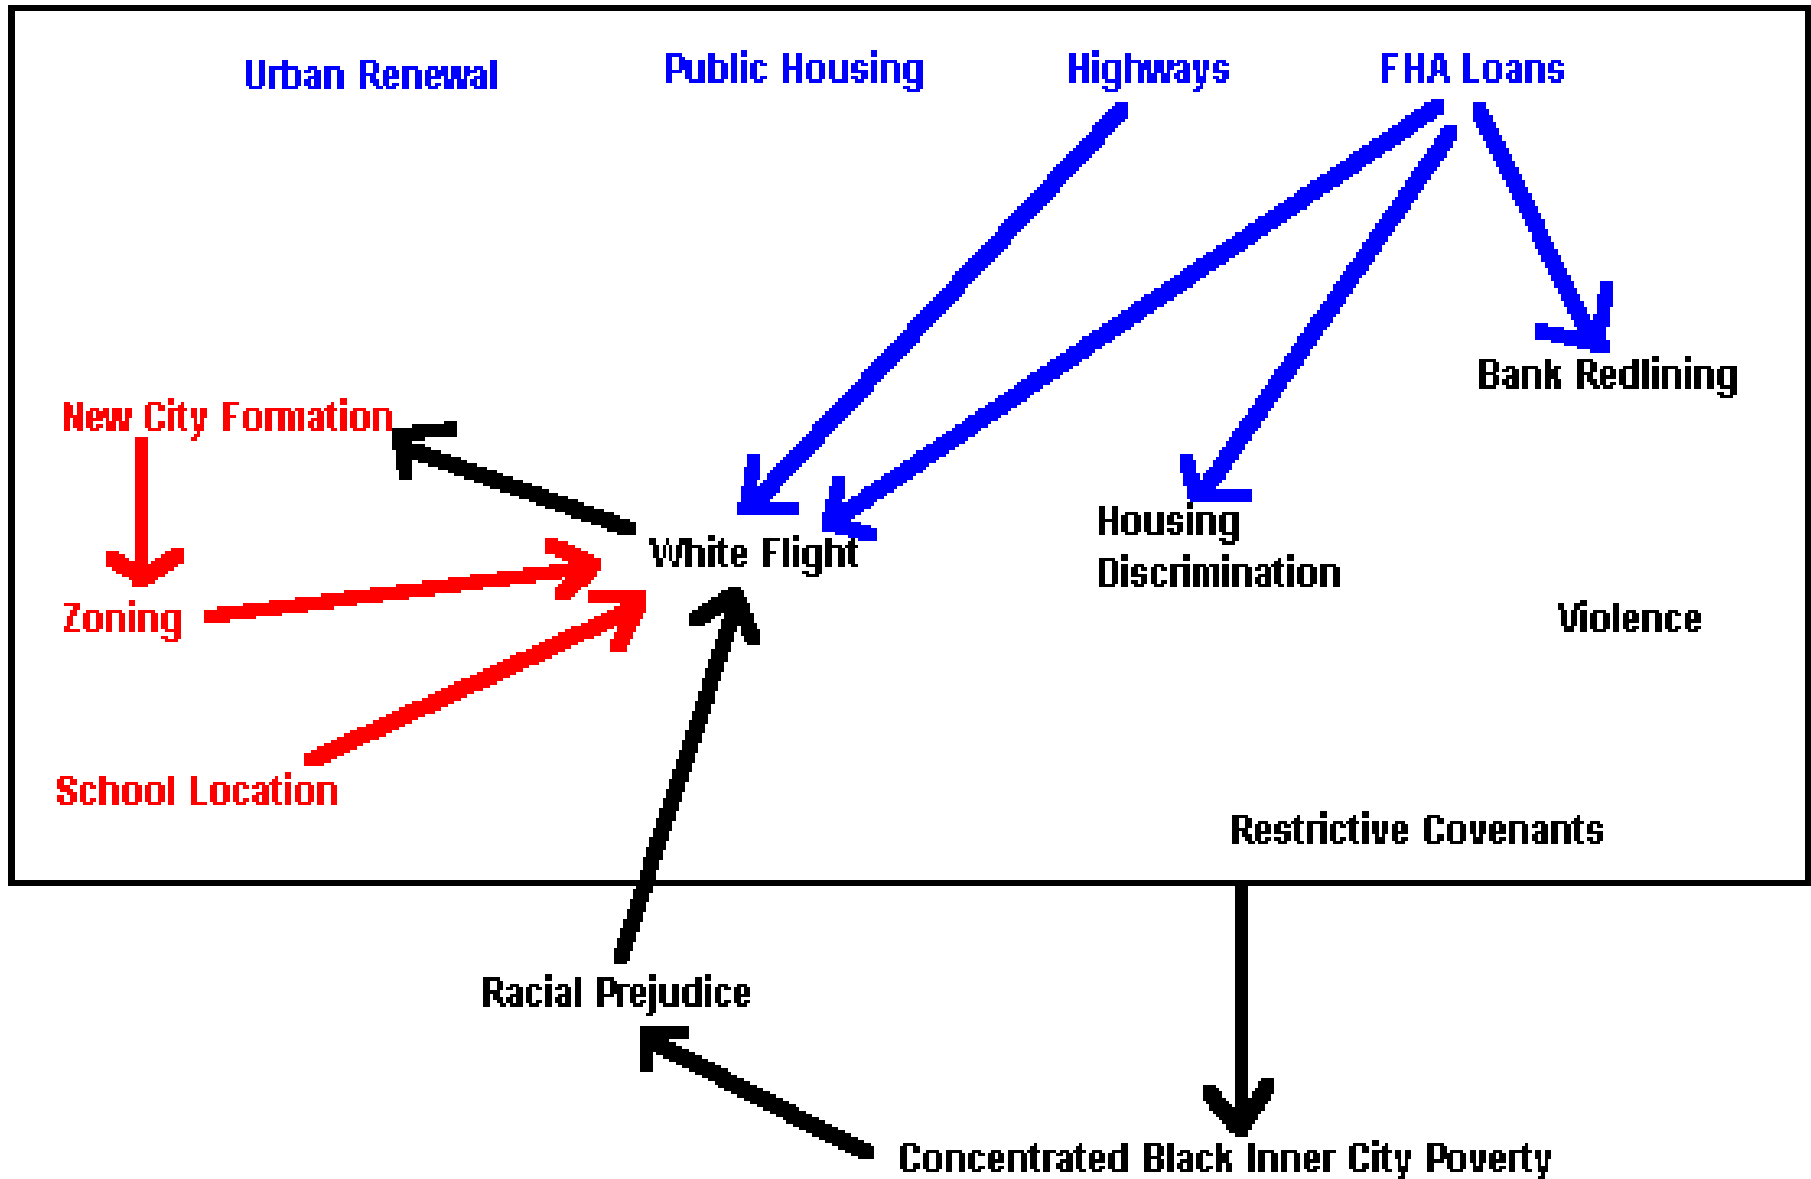 Urban Renewal
Public Housing
Highways
FHA Loans
Bank Redlining
New City Formation
White Flight
Housing
Discrimination
Zoning
Violence
School Location
Restrictive Covenants
Racial Prejudice
Concentrated Black Inner City Poverty